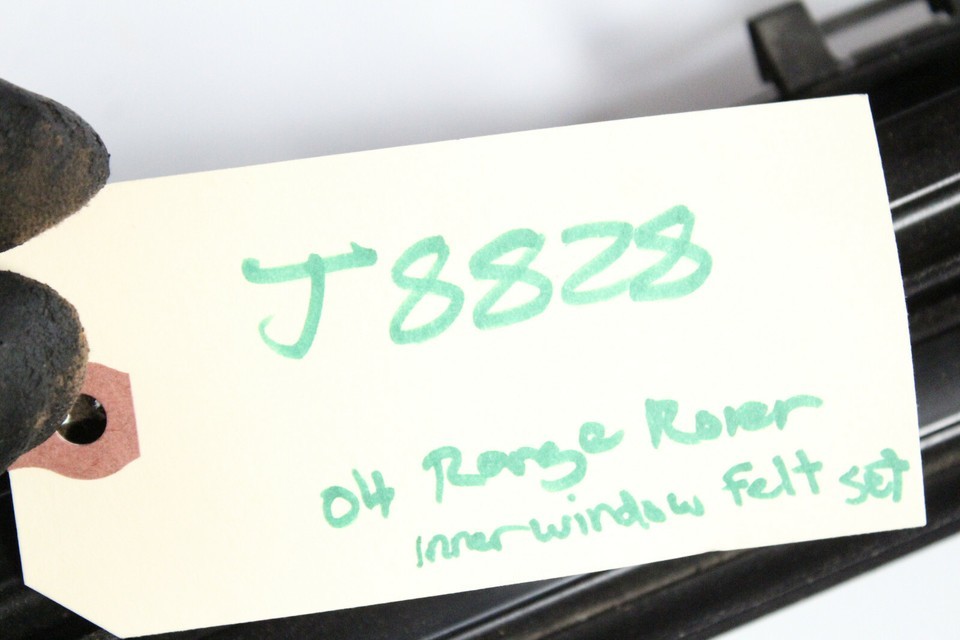 J8828
04 Range Rover
inner window felt set